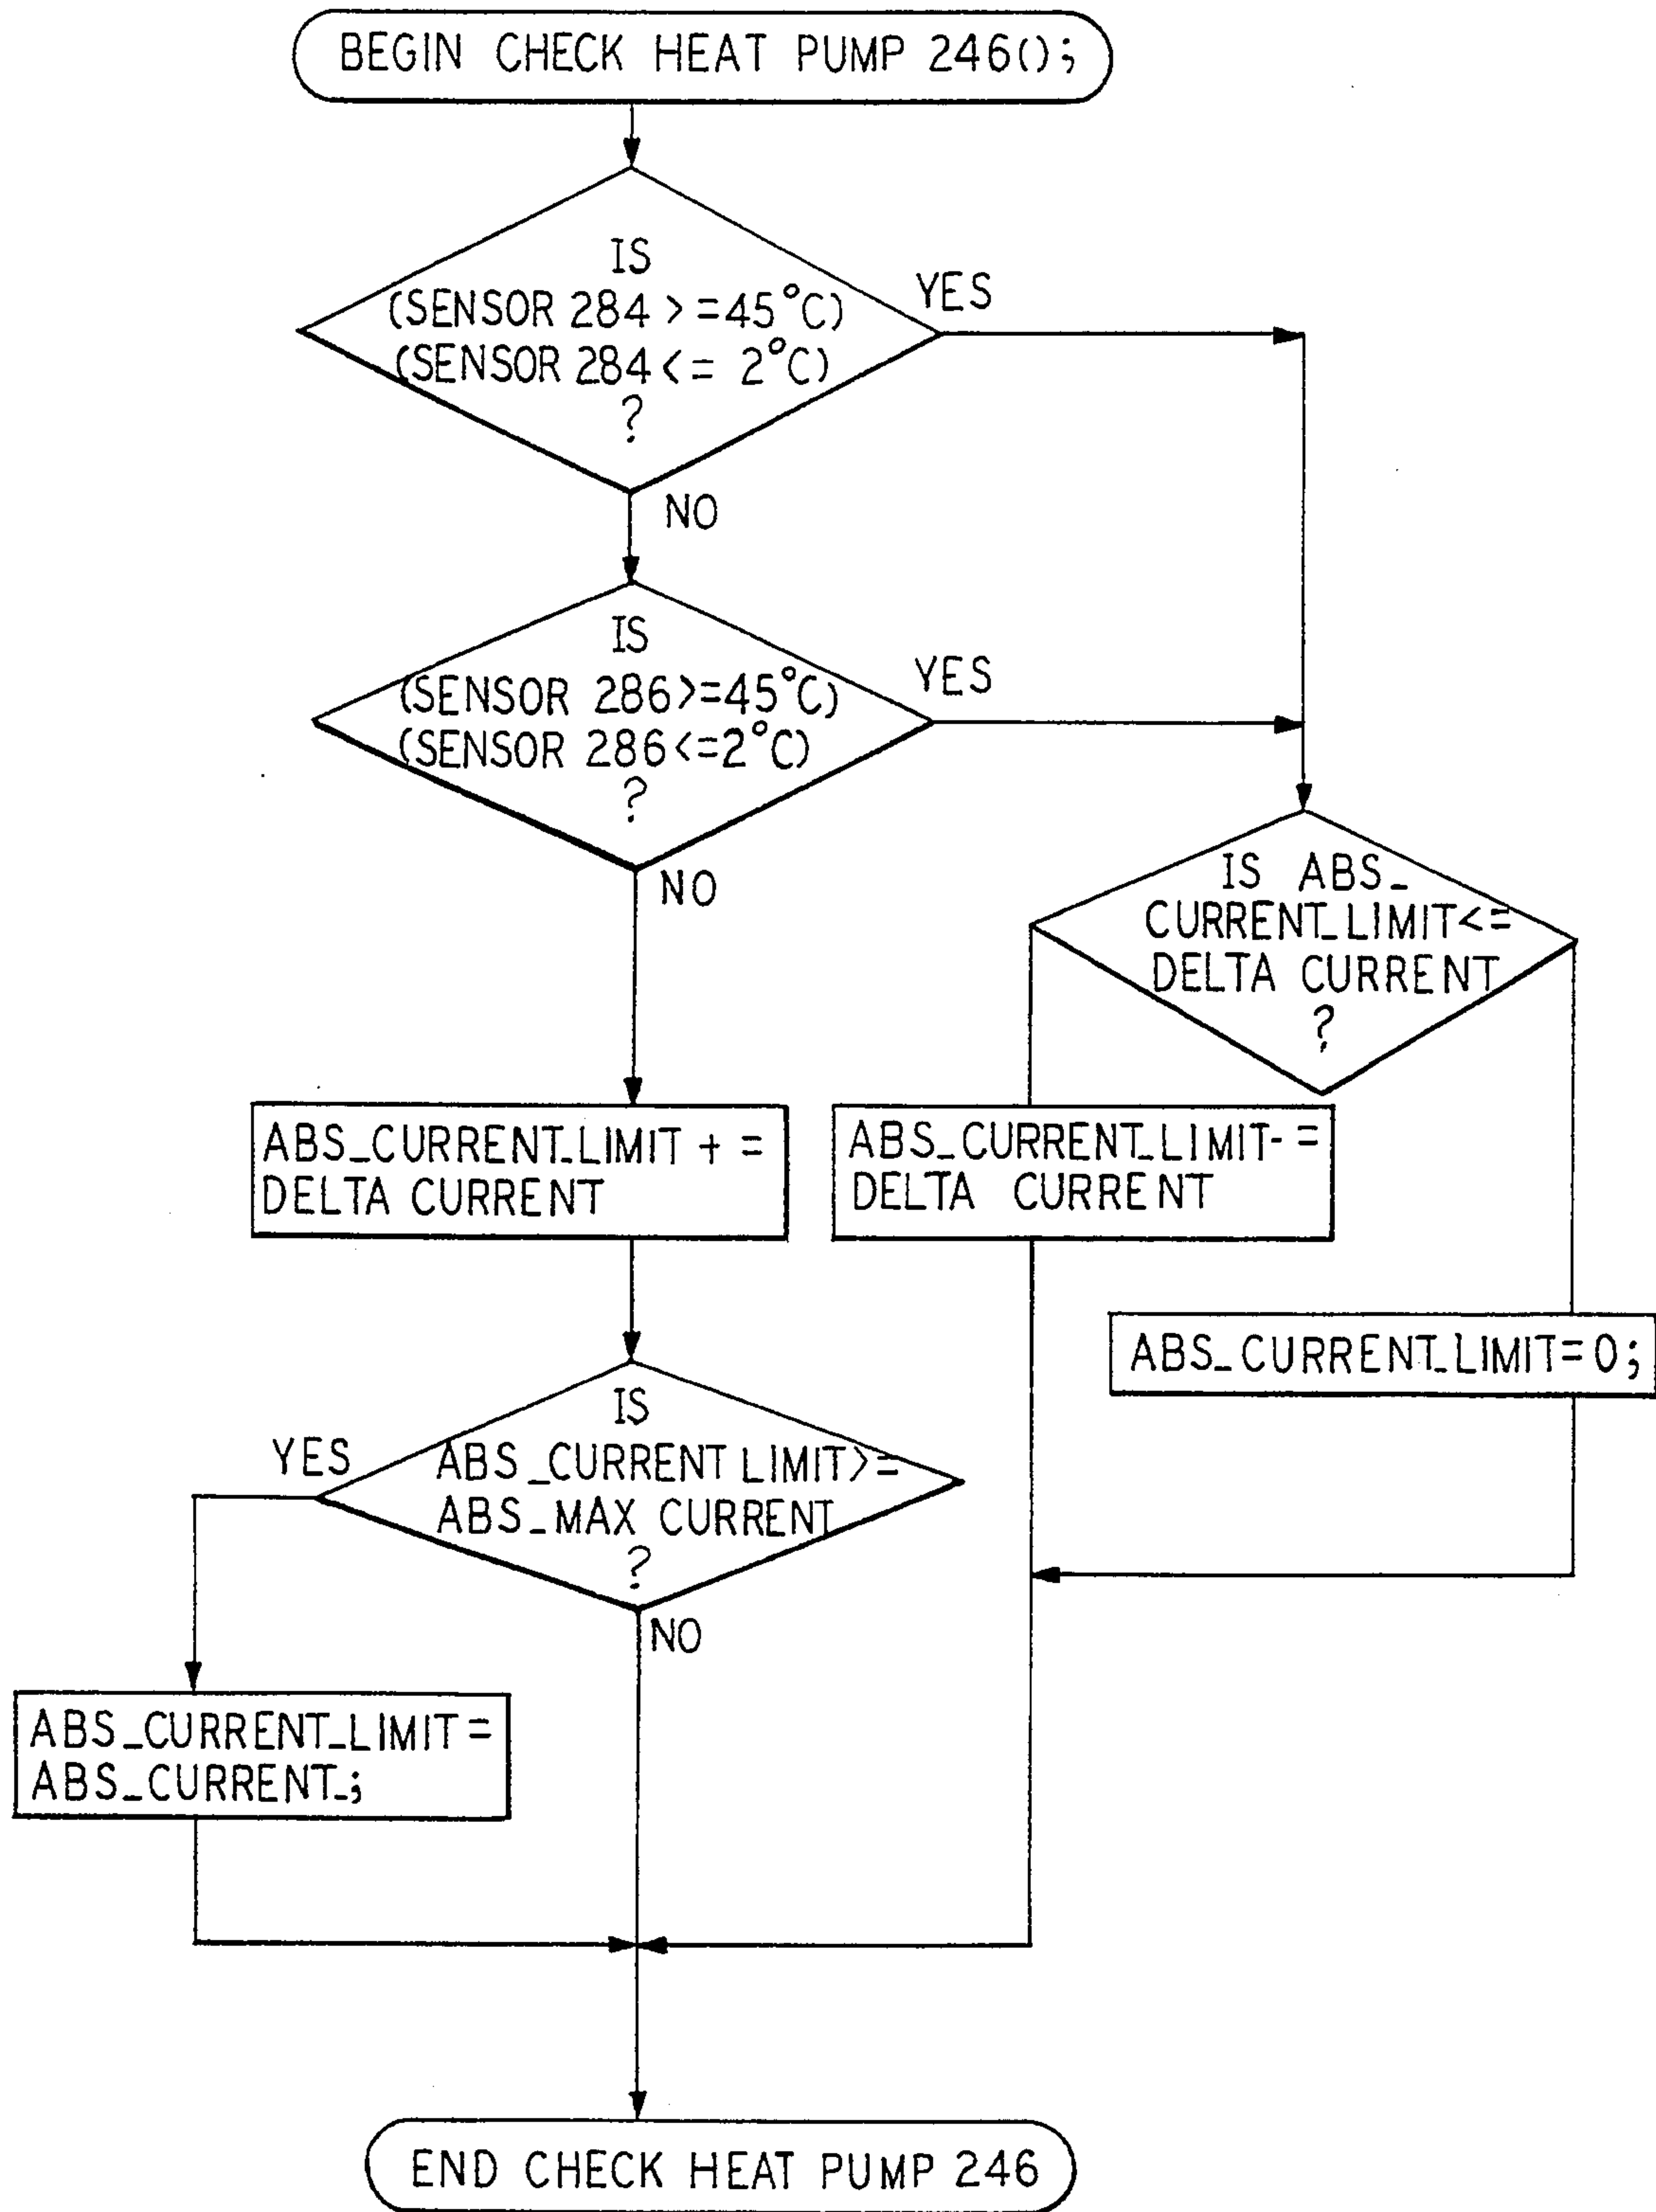 BEGIN CHECK HEAT PUMP 246();
IS
(SENSOR 284 >=45°C)
(SENSOR 284<= 2°C)
?
YES
NO
IS
(SENSOR 286>=45°C)
(SENSOR 286<=2°C)
?
YES
NO
IS ABS_
CURRENT_LIMIT<=
DELTA CURRENT
?
ABS_CURRENT_LIMIT + =
DELTA CURRENT
ABS_CURRENT_LIMIT- =
DELTA CURRENT
ABS_CURRENT_LIMIT=0;
IS
ABS_CURRENT LIMIT>=
ABS_MAX CURRENT
?
YES
NO
ABS_CURRENT_LIMIT=
ABS_CURRENT_;
END CHECK HEAT PUMP 246